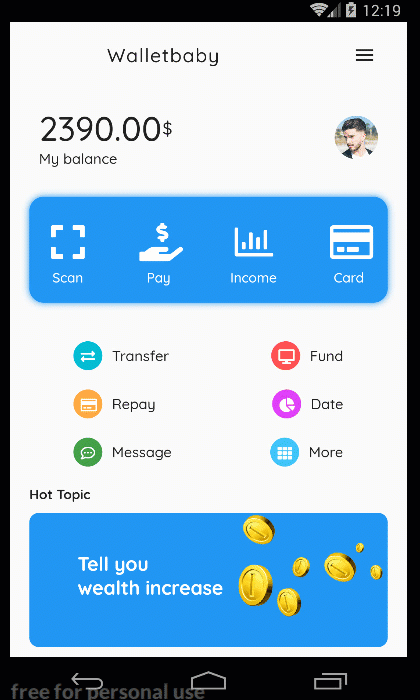 12:19
Walletbaby
2390.00$
My balance
Scan Pay Income Card
Transfer Fund
Repay Date
Message More
Hot Topic
Tell you
wealth increase
free for personal use